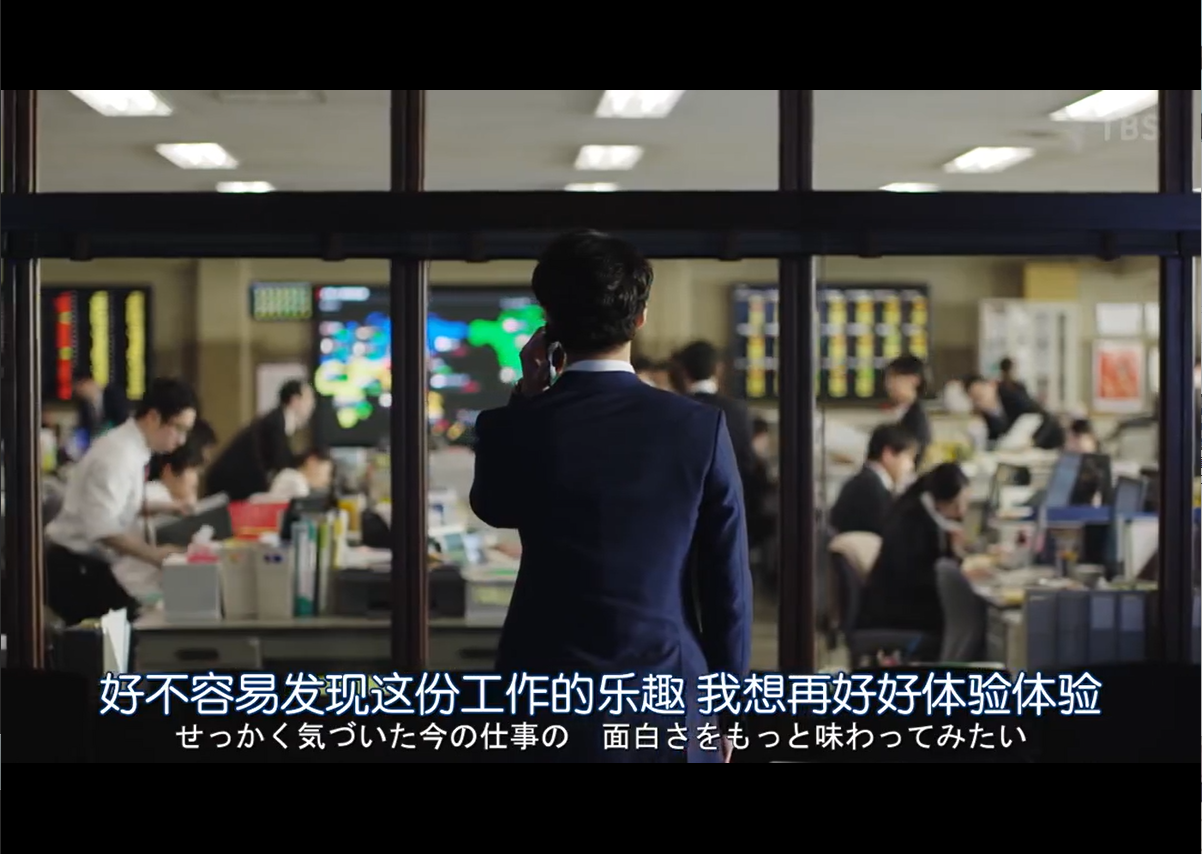 TBS
好不容易发现这份工作的乐趣 我想再好好体验体验
せっかく気づいた今の仕事の　面白さをもっと味わってみたい